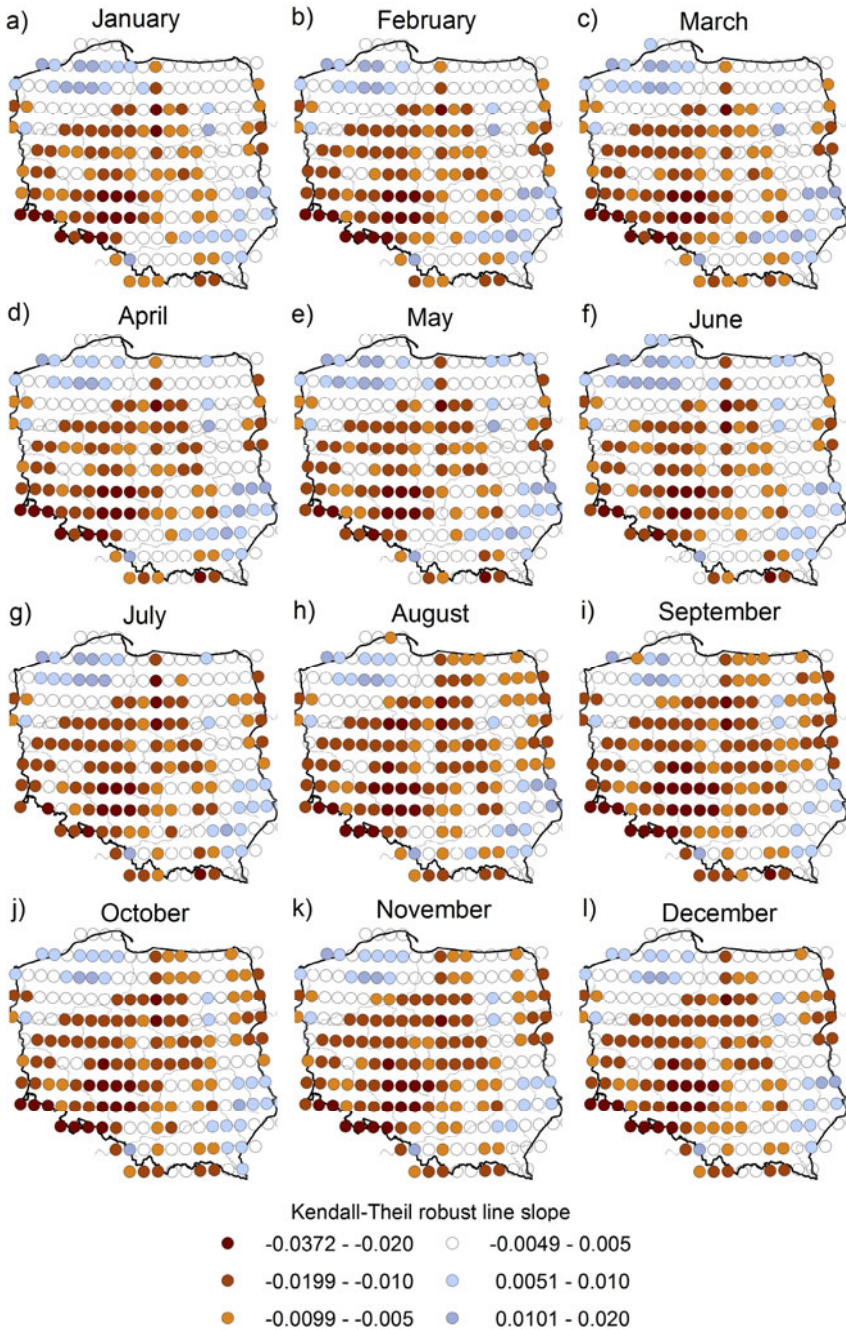 a) January
b) February
c) March
d) April
e) May
f) June
g) July
h) August
i) September
j) October
k) November
l) December
Kendall-Theil robust line slope
-0.0372 - -0.020
-0.0049 - 0.005
-0.0199 - -0.010
0.0051 - 0.010
-0.0099 - -0.005
0.0101 - 0.020